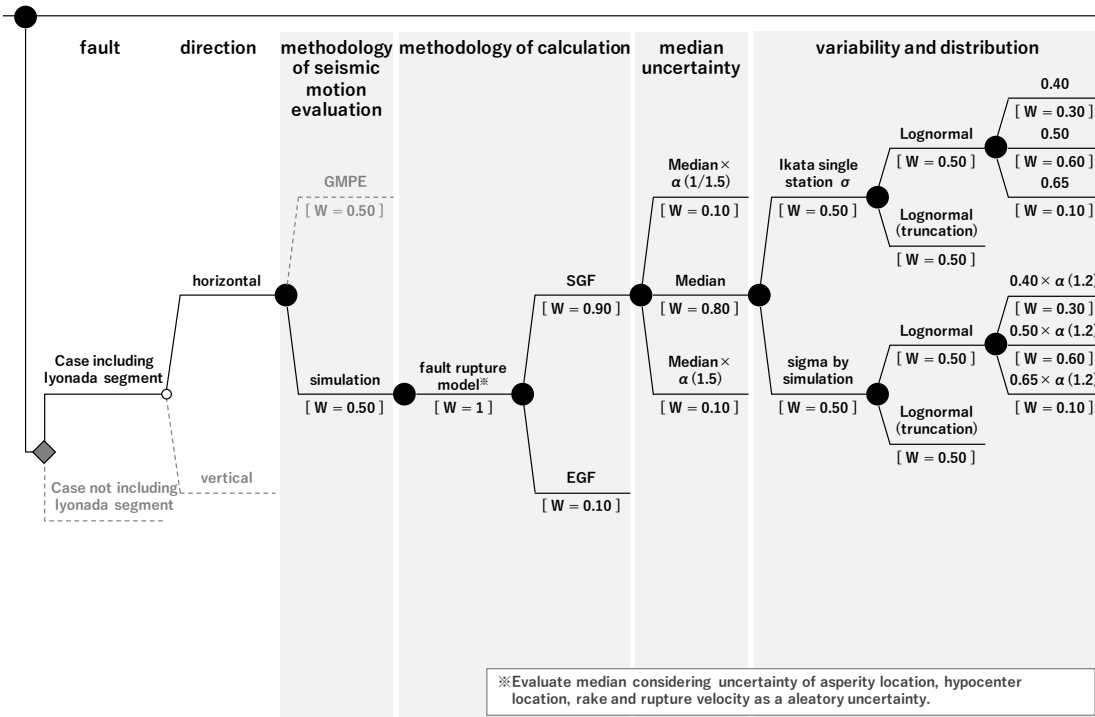 fault
direction
methodology
of seismic
motion
evaluation
methodology of calculation
median
uncertainty
variability and distribution
Case including
Iyonada segment
Case not including
Iyonada segment
horizontal
vertical
GMPE
[ W = 0.50 ]
simulation
[ W = 0.50 ]
fault rupture
model※
[ W = 1 ]
SGF
[ W = 0.90 ]
EGF
[ W = 0.10 ]
Median×
α (1/1.5)
[ W = 0.10 ]
Median
[ W = 0.80 ]
Median×
α (1.5)
[ W = 0.10 ]
Ikata single
station σ
[ W = 0.50 ]
sigma by
simulation
[ W = 0.50 ]
Lognormal
[ W = 0.50 ]
Lognormal
(truncation)
[ W = 0.50 ]
Lognormal
[ W = 0.50 ]
Lognormal
(truncation)
[ W = 0.50 ]
0.40
[ W = 0.30 ]
0.50
[ W = 0.60 ]
0.65
[ W = 0.10 ]
0.40 × α (1.2)
[ W = 0.30 ]
0.50 × α (1.2)
[ W = 0.60 ]
0.65 × α (1.2)
[ W = 0.10 ]
※Evaluate median considering uncertainty of asperity location, hypocenter
location, rake and rupture velocity as a aleatory uncertainty.